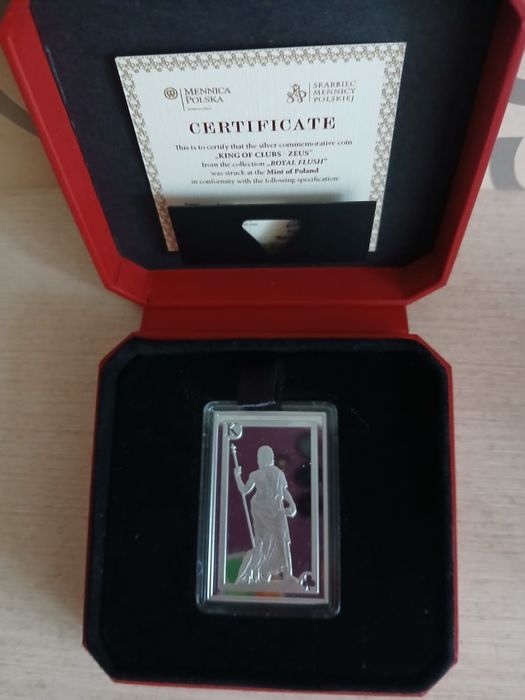 MENNICA
POLSKA
SKARBIEC
MENNICY
POLSKIEJ
CERTIFICATE
This is to certify that the silver commemorative coin
„KING OF CLUBS - ZEUS"
from the collection „ROYAL FLUSH"
was struck at the Mint of Poland
in conformity with the following specification:
K